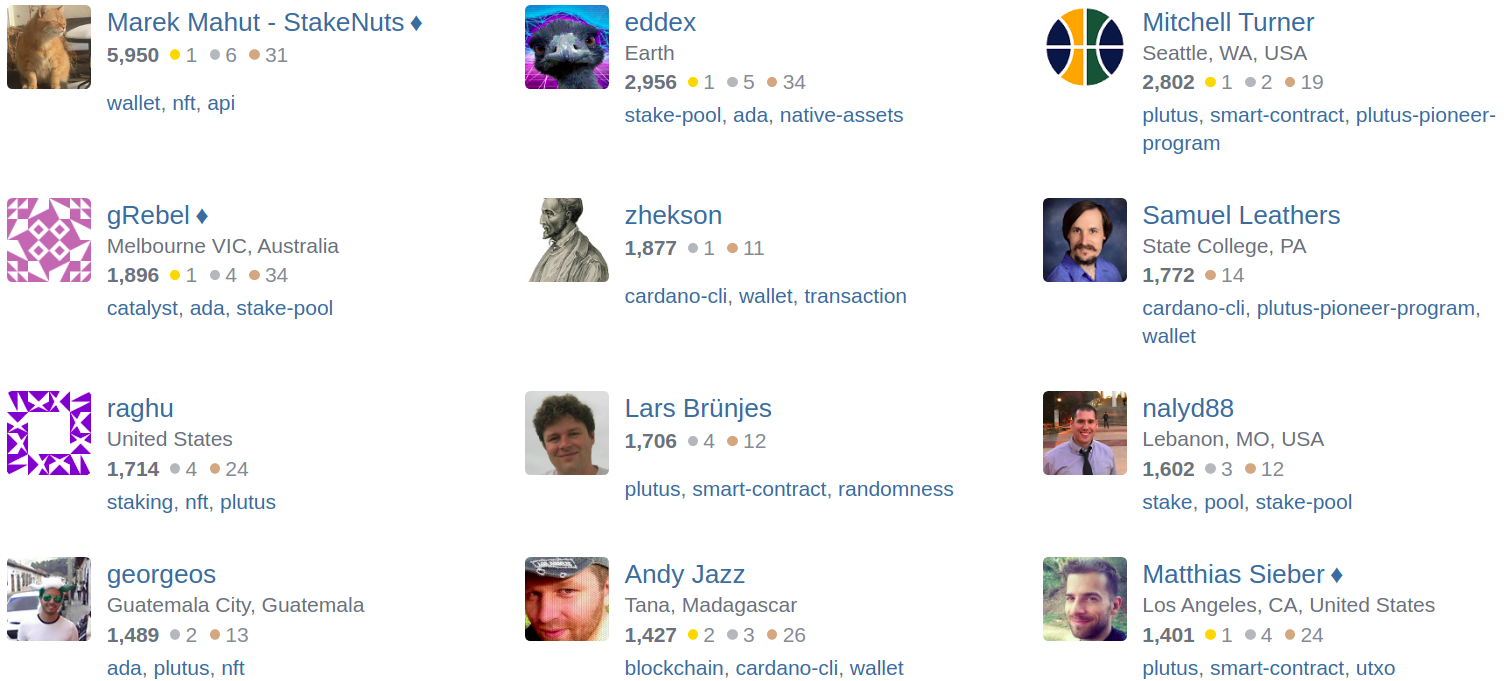 Marek Mahut - StakeNuts ♦
5,950 1 6 31
wallet, nft, api
eddex
Earth
2,956 1 5 34
stake-pool, ada, native-assets
Mitchell Turner
Seattle, WA, USA
2,802 1 2 19
plutus, smart-contract, plutus-pioneer-
program
gRebel ♦
Melbourne VIC, Australia
1,896 1 4 34
catalyst, ada, stake-pool
zhekson
1,877 1 11
cardano-cli, wallet, transaction
Samuel Leathers
State College, PA
1,772 14
cardano-cli, plutus-pioneer-program,
wallet
raghu
United States
1,714 4 24
staking, nft, plutus
Lars Brünjes
1,706 4 12
plutus, smart-contract, randomness
nalyd88
Lebanon, MO, USA
1,602 3 12
stake, pool, stake-pool
georgeos
Guatemala City, Guatemala
1,489 2 13
ada, plutus, nft
Andy Jazz
Tana, Madagascar
1,427 2 3 26
blockchain, cardano-cli, wallet
Matthias Sieber ♦
Los Angeles, CA, United States
1,401 1 4 24
plutus, smart-contract, utxo